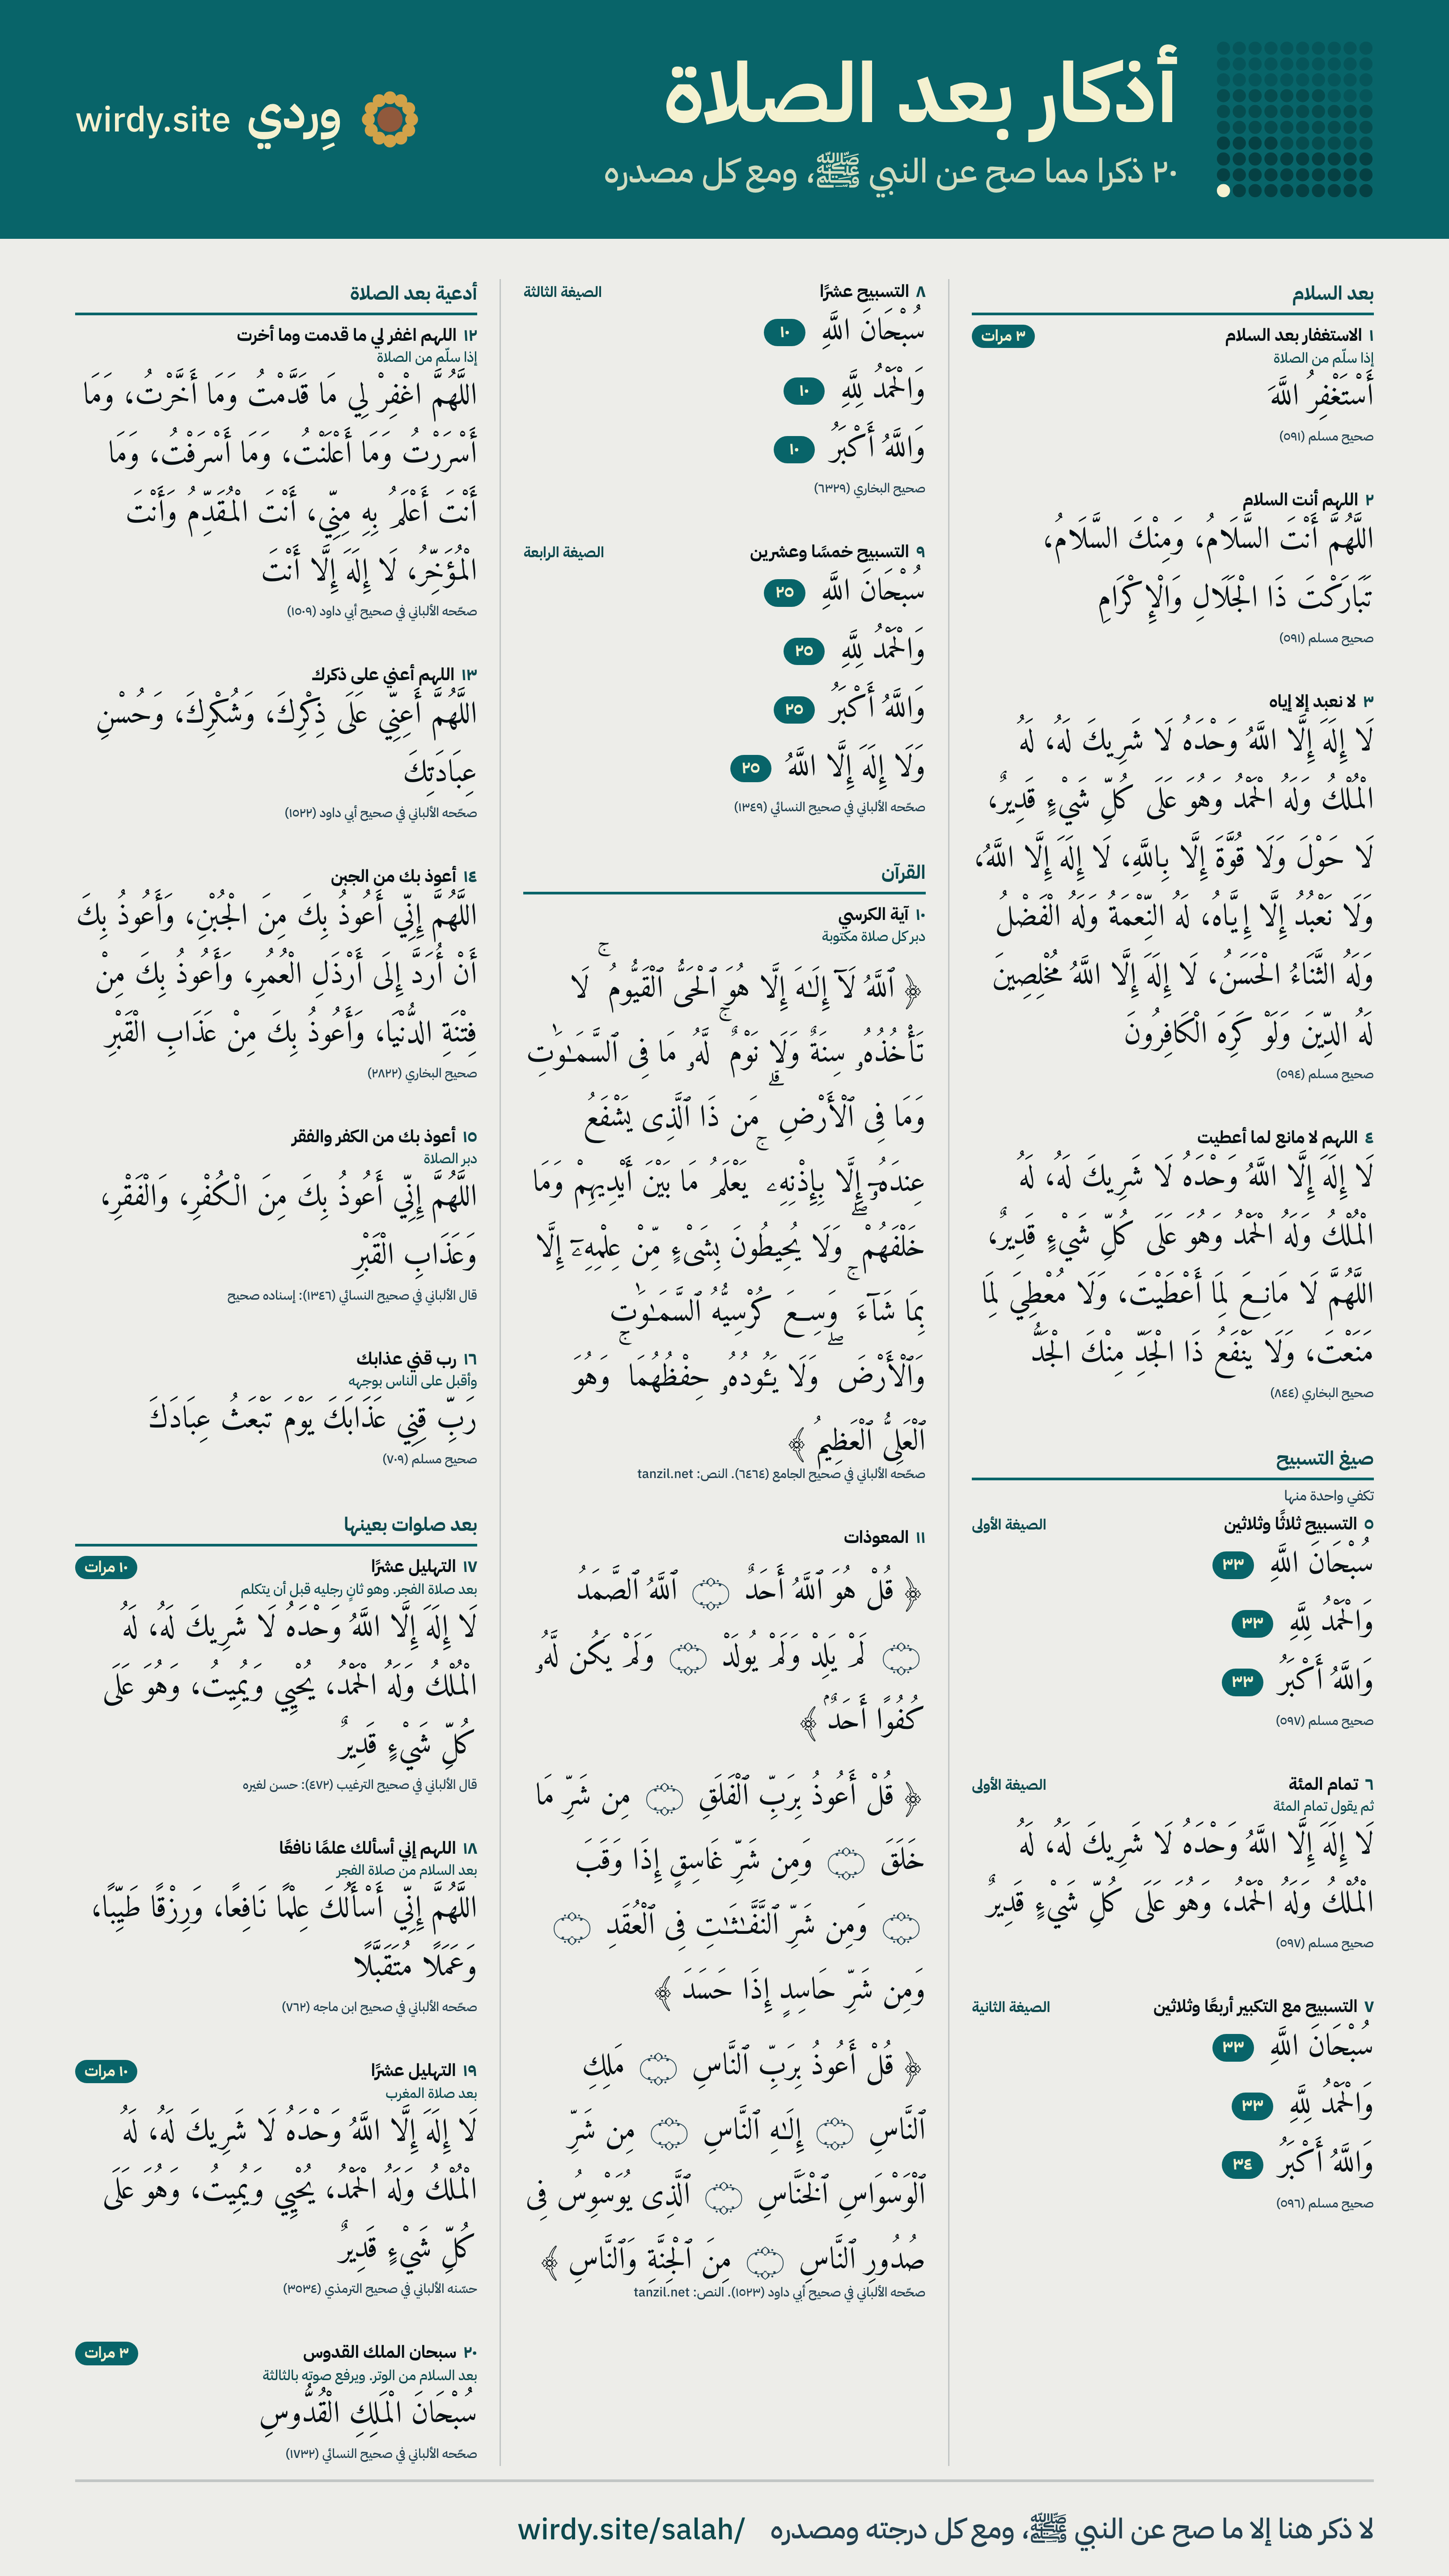 أذكار بعد الصلاة
٢٠ ذكرا مما صح عن النبي ﷺ، ومع كل مصدره
وِردي wirdy.site
بعد السلام
١ الاستغفار بعد السلام
٣ مرات
إذا سلّم من الصلاة
أَسْتَغْفِرُ اللَّهَ
صحيح مسلم (٥٩١)
٢ اللهم أنت السلام
اللَّهُمَّ أَنْتَ السَّلَامُ، وَمِنْكَ السَّلَامُ،
تَبَارَكْتَ ذَا الْجَلَالِ وَالْإِكْرَامِ
صحيح مسلم (٥٩١)
٣ لا نعبد إلا إياه
لَا إِلَهَ إِلَّا اللَّهُ وَحْدَهُ لَا شَرِيكَ لَهُ، لَهُ
الْمُلْكُ وَلَهُ الْحَمْدُ وَهُوَ عَلَى كُلِّ شَيْءٍ قَدِيرٌ،
لَا حَوْلَ وَلَا قُوَّةَ إِلَّا بِاللَّهِ، لَا إِلَهَ إِلَّا اللَّهُ،
وَلَا نَعْبُدُ إِلَّا إِيَّاهُ، لَهُ النِّعْمَةُ وَلَهُ الْفَضْلُ
وَلَهُ الثَّنَاءُ الْحَسَنُ، لَا إِلَهَ إِلَّا اللَّهُ مُخْلِصِينَ
لَهُ الدِّينَ وَلَوْ كَرِهَ الْكَافِرُونَ
صحيح مسلم (٥٩٤)
٤ اللهم لا مانع لما أعطيت
لَا إِلَهَ إِلَّا اللَّهُ وَحْدَهُ لَا شَرِيكَ لَهُ، لَهُ
الْمُلْكُ وَلَهُ الْحَمْدُ وَهُوَ عَلَى كُلِّ شَيْءٍ قَدِيرٌ،
اللَّهُمَّ لَا مَانِعَ لِمَا أَعْطَيْتَ، وَلَا مُعْطِيَ لِمَا
مَنَعْتَ، وَلَا يَنْفَعُ ذَا الْجَدِّ مِنْكَ الْجَدُّ
صحيح البخاري (٨٤٤)
صيغ التسبيح
تكفي واحدة منها
٥ التسبيح ثلاثًا وثلاثين
الصيغة الأولى
سُبْحَانَ اللَّهِ ٣٣
وَالْحَمْدُ لِلَّهِ ٣٣
وَاللَّهُ أَكْبَرُ ٣٣
صحيح مسلم (٥٩٧)
٦ تمام المئة
الصيغة الأولى
ثم يقول تمام المئة
لَا إِلَهَ إِلَّا اللَّهُ وَحْدَهُ لَا شَرِيكَ لَهُ، لَهُ
الْمُلْكُ وَلَهُ الْحَمْدُ، وَهُوَ عَلَى كُلِّ شَيْءٍ قَدِيرٌ
صحيح مسلم (٥٩٧)
٧ التسبيح مع التكبير أربعًا وثلاثين
الصيغة الثانية
سُبْحَانَ اللَّهِ ٣٣
وَالْحَمْدُ لِلَّهِ ٣٣
وَاللَّهُ أَكْبَرُ ٣٤
صحيح مسلم (٥٩٦)
٨ التسبيح عشرًا
الصيغة الثالثة
سُبْحَانَ اللَّهِ ١٠
وَالْحَمْدُ لِلَّهِ ١٠
وَاللَّهُ أَكْبَرُ ١٠
صحيح البخاري (٦٣٢٩)
٩ التسبيح خمسًا وعشرين
الصيغة الرابعة
سُبْحَانَ اللَّهِ ٢٥
وَالْحَمْدُ لِلَّهِ ٢٥
وَاللَّهُ أَكْبَرُ ٢٥
وَلَا إِلَهَ إِلَّا اللَّهُ ٢٥
صحّحه الألباني في صحيح النسائي (١٣٤٩)
القرآن
١٠ آية الكرسي
دبر كل صلاة مكتوبة
﴿ ٱللَّهُ لَآ إِلَـٰهَ إِلَّا هُوَ ٱلْحَىُّ ٱلْقَيُّومُ ۚ لَا
تَأْخُذُهُۥ سِنَةٌ وَلَا نَوْمٌ ۚ لَّهُۥ مَا فِى ٱلسَّمَـٰوَٰتِ
وَمَا فِى ٱلْأَرْضِ ۗ مَن ذَا ٱلَّذِى يَشْفَعُ
عِندَهُۥٓ إِلَّا بِإِذْنِهِۦ ۚ يَعْلَمُ مَا بَيْنَ أَيْدِيهِمْ وَمَا
خَلْفَهُمْ ۖ وَلَا يُحِيطُونَ بِشَىْءٍ مِّنْ عِلْمِهِۦٓ إِلَّا
بِمَا شَآءَ ۚ وَسِعَ كُرْسِيُّهُ ٱلسَّمَـٰوَٰتِ
وَٱلْأَرْضَ ۖ وَلَا يَـُٔودُهُۥ حِفْظُهُمَا ۚ وَهُوَ
ٱلْعَلِىُّ ٱلْعَظِيمُ ﴾
صحّحه الألباني في صحيح الجامع (٦٤٦٤). النص: tanzil.net
١١ المعوذات
﴿ قُلْ هُوَ ٱللَّهُ أَحَدٌ ۝ ٱللَّهُ ٱلصَّمَدُ
۝ لَمْ يَلِدْ وَلَمْ يُولَدْ ۝ وَلَمْ يَكُن لَّهُۥ
كُفُوًا أَحَدٌۢ ﴾
﴿ قُلْ أَعُوذُ بِرَبِّ ٱلْفَلَقِ ۝ مِن شَرِّ مَا
خَلَقَ ۝ وَمِن شَرِّ غَاسِقٍ إِذَا وَقَبَ
۝ وَمِن شَرِّ ٱلنَّفَّـٰثَـٰتِ فِى ٱلْعُقَدِ ۝
وَمِن شَرِّ حَاسِدٍ إِذَا حَسَدَ ﴾
﴿ قُلْ أَعُوذُ بِرَبِّ ٱلنَّاسِ ۝ مَلِكِ
ٱلنَّاسِ ۝ إِلَـٰهِ ٱلنَّاسِ ۝ مِن شَرِّ
ٱلْوَسْوَاسِ ٱلْخَنَّاسِ ۝ ٱلَّذِى يُوَسْوِسُ فِى
صُدُورِ ٱلنَّاسِ ۝ مِنَ ٱلْجِنَّةِ وَٱلنَّاسِ ﴾
صحّحه الألباني في صحيح أبي داود (١٥٢٣). النص: tanzil.net
أدعية بعد الصلاة
١٢ اللهم اغفر لي ما قدمت وما أخرت
إذا سلّم من الصلاة
اللَّهُمَّ اغْفِرْ لِي مَا قَدَّمْتُ وَمَا أَخَّرْتُ، وَمَا
أَسْرَرْتُ وَمَا أَعْلَنْتُ، وَمَا أَسْرَفْتُ، وَمَا
أَنْتَ أَعْلَمُ بِهِ مِنِّي، أَنْتَ الْمُقَدِّمُ وَأَنْتَ
الْمُؤَخِّرُ، لَا إِلَهَ إِلَّا أَنْتَ
صحّحه الألباني في صحيح أبي داود (١٥٠٩)
١٣ اللهم أعني على ذكرك
اللَّهُمَّ أَعِنِّي عَلَى ذِكْرِكَ، وَشُكْرِكَ، وَحُسْنِ
عِبَادَتِكَ
صحّحه الألباني في صحيح أبي داود (١٥٢٢)
١٤ أعوذ بك من الجبن
اللَّهُمَّ إِنِّي أَعُوذُ بِكَ مِنَ الْجُبْنِ، وَأَعُوذُ بِكَ
أَنْ أُرَدَّ إِلَى أَرْذَلِ الْعُمُرِ، وَأَعُوذُ بِكَ مِنْ
فِتْنَةِ الدُّنْيَا، وَأَعُوذُ بِكَ مِنْ عَذَابِ الْقَبْرِ
صحيح البخاري (٢٨٢٢)
١٥ أعوذ بك من الكفر والفقر
دبر الصلاة
اللَّهُمَّ إِنِّي أَعُوذُ بِكَ مِنَ الْكُفْرِ، وَالْفَقْرِ،
وَعَذَابِ الْقَبْرِ
قال الألباني في صحيح النسائي (١٣٤٦): إسناده صحيح
١٦ رب قني عذابك
وأقبل على الناس بوجهه
رَبِّ قِنِي عَذَابَكَ يَوْمَ تَبْعَثُ عِبَادَكَ
صحيح مسلم (٧٠٩)
بعد صلوات بعينها
١٧ التهليل عشرًا
١٠ مرات
بعد صلاة الفجر. وهو ثانٍ رجليه قبل أن يتكلم
لَا إِلَهَ إِلَّا اللَّهُ وَحْدَهُ لَا شَرِيكَ لَهُ، لَهُ
الْمُلْكُ وَلَهُ الْحَمْدُ، يُحْيِي وَيُمِيتُ، وَهُوَ عَلَى
كُلِّ شَيْءٍ قَدِيرٌ
قال الألباني في صحيح الترغيب (٤٧٢): حسن لغيره
١٨ اللهم إني أسألك علمًا نافعًا
بعد السلام من صلاة الفجر
اللَّهُمَّ إِنِّي أَسْأَلُكَ عِلْمًا نَافِعًا، وَرِزْقًا طَيِّبًا،
وَعَمَلًا مُتَقَبَّلًا
صحّحه الألباني في صحيح ابن ماجه (٧٦٢)
١٩ التهليل عشرًا
١٠ مرات
بعد صلاة المغرب
لَا إِلَهَ إِلَّا اللَّهُ وَحْدَهُ لَا شَرِيكَ لَهُ، لَهُ
الْمُلْكُ وَلَهُ الْحَمْدُ، يُحْيِي وَيُمِيتُ، وَهُوَ عَلَى
كُلِّ شَيْءٍ قَدِيرٌ
حسّنه الألباني في صحيح الترمذي (٣٥٣٤)
٢٠ سبحان الملك القدوس
٣ مرات
بعد السلام من الوتر. ويرفع صوته بالثالثة
سُبْحَانَ الْمَلِكِ الْقُدُّوسِ
صحّحه الألباني في صحيح النسائي (١٧٣٢)
لا ذكر هنا إلا ما صح عن النبي ﷺ، ومع كل درجته ومصدره
wirdy.site/salah/